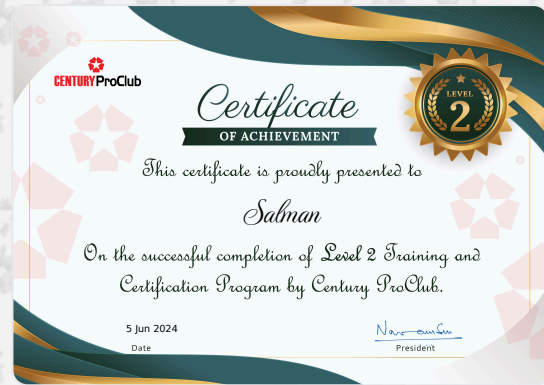 CENTURY ProClub
Certificate
OF ACHIEVEMENT
LEVEL
2
This certificate is proudly presented to
Salman
On the successful completion of Level 2 Training and
Certification Program by Century ProClub.
5 Jun 2024
Date
President